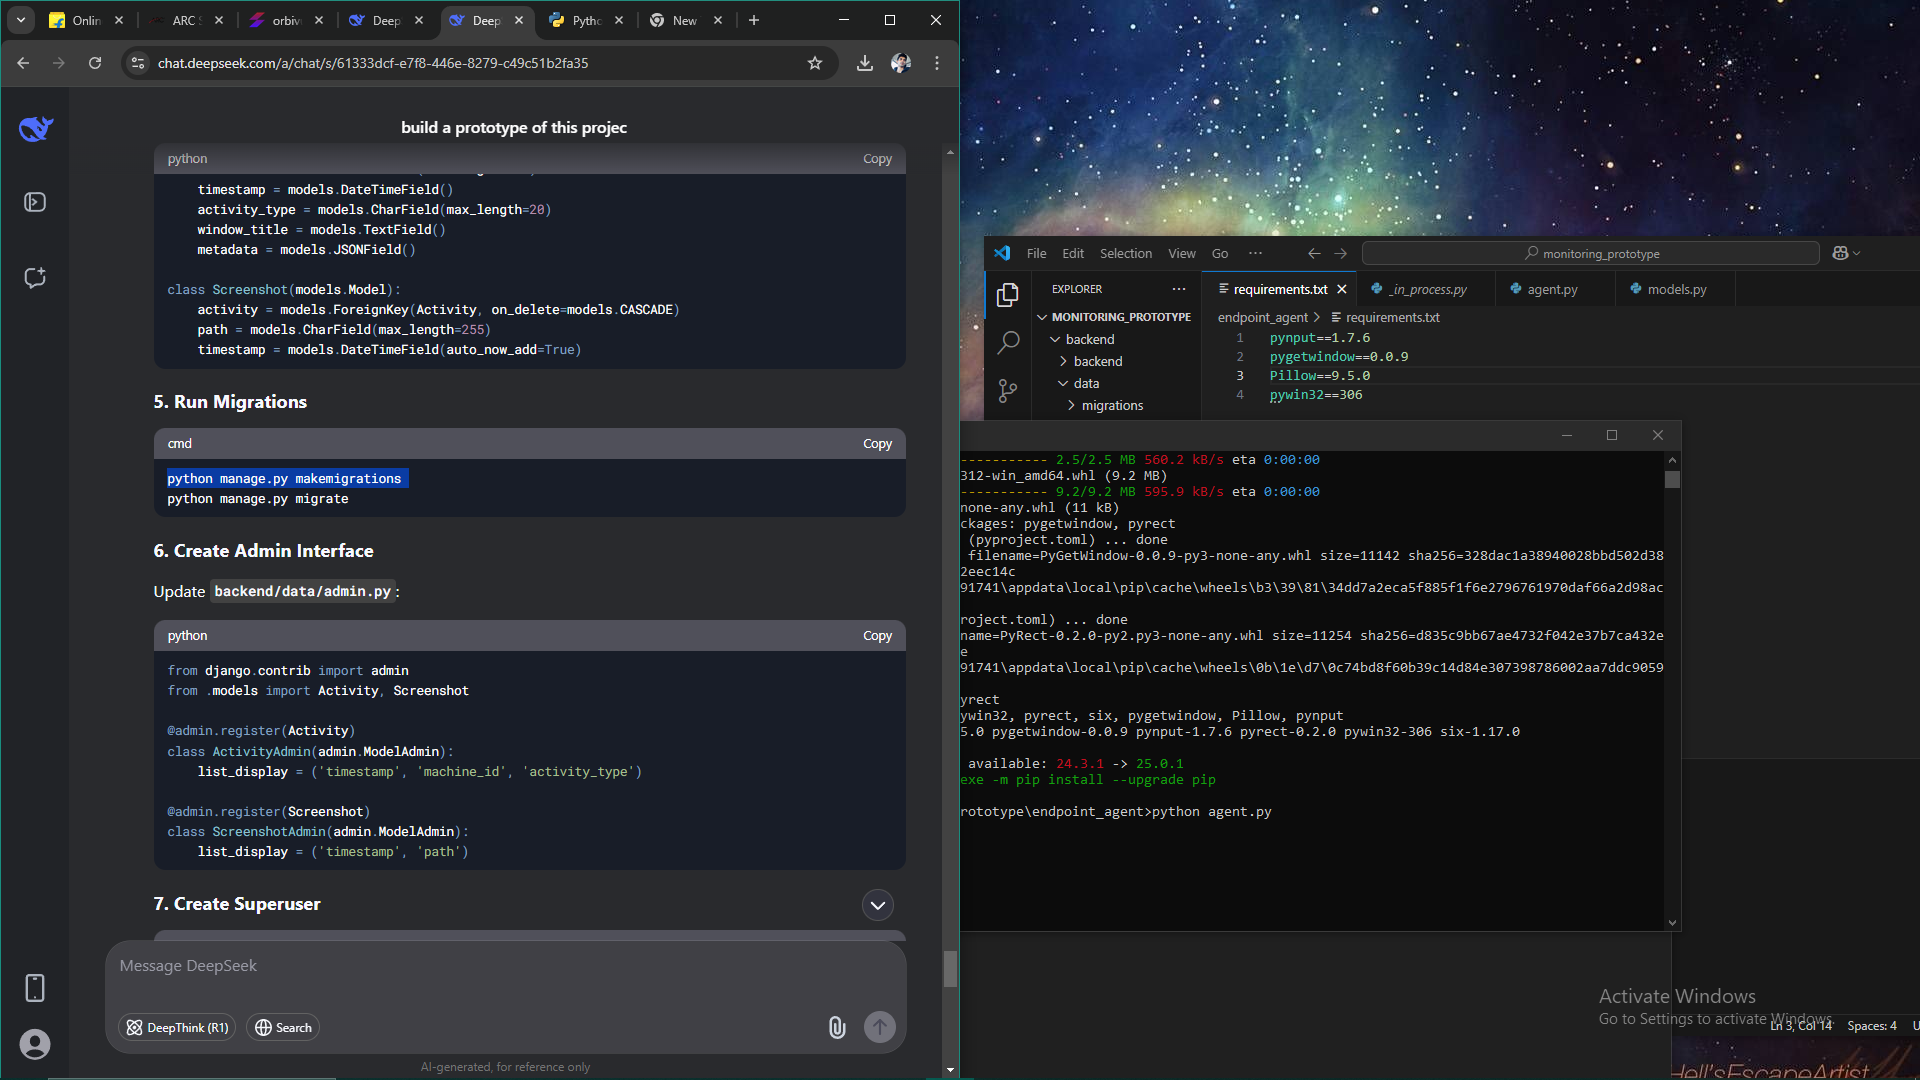 Onlin
ARC S
orbiv
Deep
Deep
Pytho
New
chat.deepseek.com/a/chat/s/61333dcf-e7f8-446e-8279-c49c51b2fa35
build a prototype of this projec
python
Copy
timestamp = models.DateTimeField()
activity_type = models.CharField(max_length=20)
window_title = models.TextField()
metadata = models.JSONField()
class Screenshot(models.Model):
activity = models.ForeignKey(Activity, on_delete=models.CASCADE)
path = models.CharField(max_length=255)
timestamp = models.DateTimeField(auto_now_add=True)
5. Run Migrations
cmd
Copy
python manage.py makemigrations
python manage.py migrate
6. Create Admin Interface
Update backend/data/admin.py:
python
Copy
from django.contrib import admin
from .models import Activity, Screenshot
@admin.register(Activity)
class ActivityAdmin(admin.ModelAdmin):
list_display = ('timestamp', 'machine_id', 'activity_type')
@admin.register(Screenshot)
class ScreenshotAdmin(admin.ModelAdmin):
list_display = ('timestamp', 'path')
7. Create Superuser
Message DeepSeek
DeepThink (R1)
Search
AI-generated, for reference only
File Edit Selection View Go ···
monitoring_prototype
EXPLORER
MONITORING_PROTOTYPE
backend
backend
data
migrations
requirements.txt
_in_process.py
agent.py
models.py
endpoint_agent > requirements.txt
1 pynput==1.7.6
2 pygetwindow==0.0.9
3 Pillow==9.5.0
4 pywin32==306
----------- 2.5/2.5 MB 560.2 kB/s eta 0:00:00
312-win_amd64.whl (9.2 MB)
----------- 9.2/9.2 MB 595.9 kB/s eta 0:00:00
none-any.whl (11 kB)
ckages: pygetwindow, pyrect
(pyproject.toml) ... done
filename=PyGetWindow-0.0.9-py3-none-any.whl size=11142 sha256=328dac1a38940028bbd502d38
2eec14c
91741\appdata\local\pip\cache\wheels\b3\39\81\34dd7a2eca5f885f1f6e2796761970daf66a2d98ac
roject.toml) ... done
name=PyRect-0.2.0-py2.py3-none-any.whl size=11254 sha256=d835c9bb67ae4732f042e37b7ca432e
e
91741\appdata\local\pip\cache\wheels\0b\1e\d7\0c74bd8f60b39c14d84e307398786002aa7ddc9059
yrect
ywin32, pyrect, six, pygetwindow, Pillow, pynput
5.0 pygetwindow-0.0.9 pynput-1.7.6 pyrect-0.2.0 pywin32-306 six-1.17.0
available: 24.3.1 -> 25.0.1
exe -m pip install --upgrade pip
rototype\endpoint_agent>python agent.py
Activate Windows
Go to Settings to activate Windows.
Ln 3, Col 14 Spaces: 4 U
Hell'sEscapeArtist